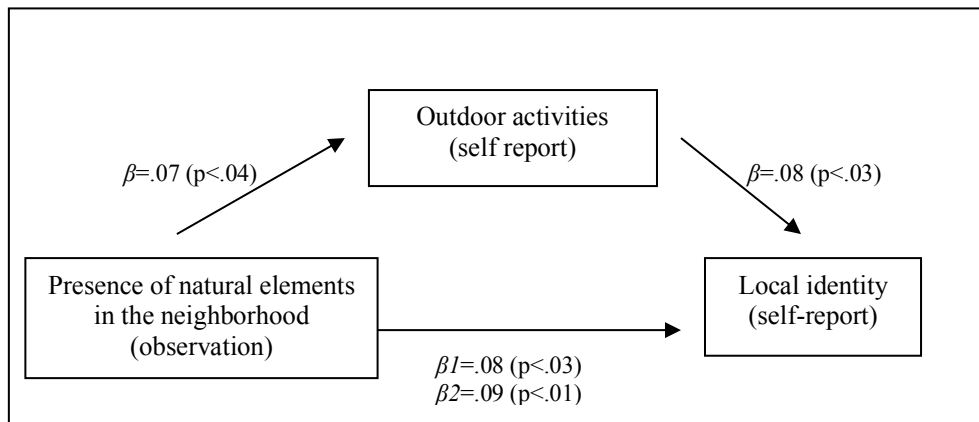 Outdoor activities
(self report)
β=.07 (p<.04)
β=.08 (p<.03)
Presence of natural elements
in the neighborhood
(observation)
Local identity
(self-report)
β1=.08 (p<.03)
β2=.09 (p<.01)